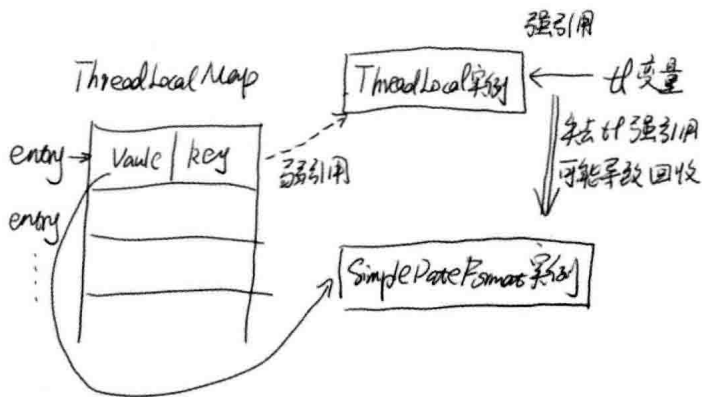 强引用
ThreadLocalMap
ThreadLocal实例
tl变量
entry
Vaule
key
弱引用
失去tl强引用
可能导致回收
entry
SimpleDateFormat实例